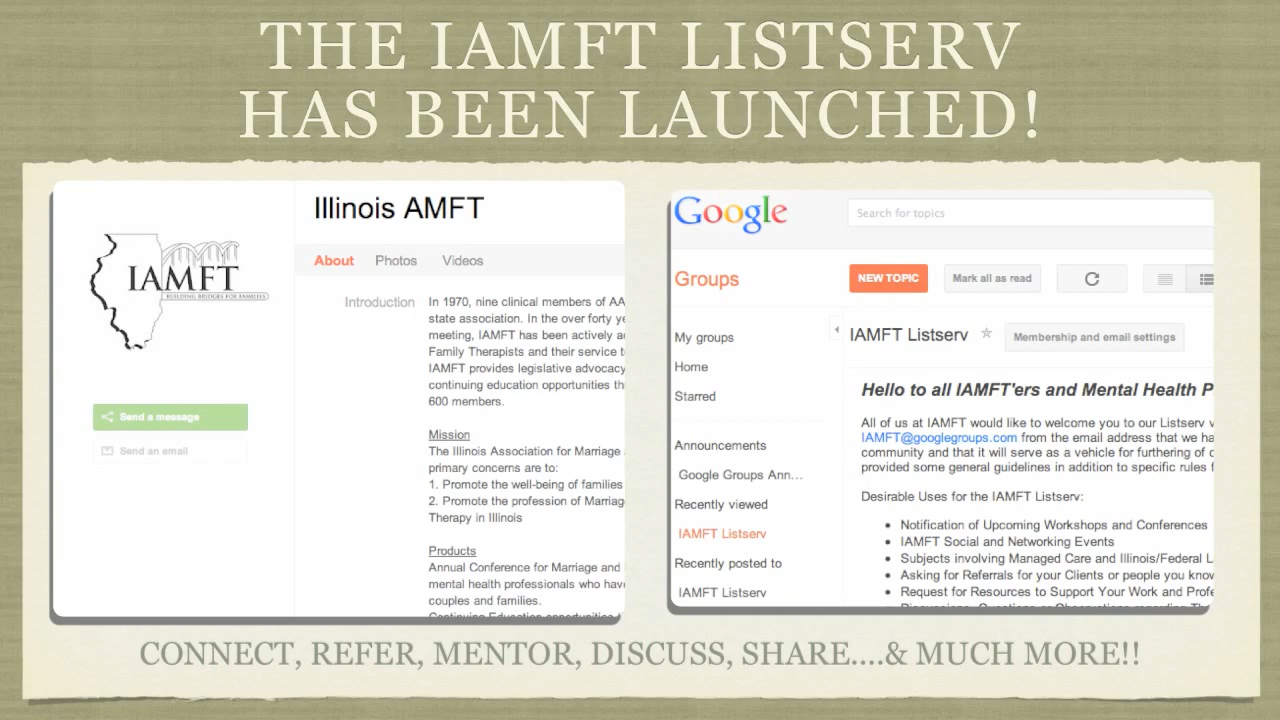 THE IAMFT LISTSERV
HAS BEEN LAUNCHED!
IAMFT
BUILDING BRIDGES FOR FAMILIES
Send a message
Send an email
Illinois AMFT
About Photos Videos
Introduction
In 1970, nine clinical members of
state association. In the over forty
meeting, IAMFT has been actively
Family Therapists and their service
IAMFT provides legislative advocacy
continuing education opportunities
600 members.
Mission
The Illinois Association for Marriage
primary concerns are to:
1. Promote the well-being of families
2. Promote the profession of Marriag
Therapy in Illinois
Products
Annual Conference for Marriage and
mental health professionals who have
couples and families.
Continuing Education opportunities
Google
Search for topics
Groups
NEW TOPIC Mark all as read
My groups
Home
Starred
Announcements
Google Groups Ann...
Recently viewed
IAMFT Listserv
Recently posted to
IAMFT Listserv
IAMFT Listserv Membership and email settings
Hello to all IAMFT'ers and Mental Health P
All of us at IAMFT would like to welcome you to our Listserv
IAMFT@googlegroups.com from the email address that we ha
community and that it will serve as a vehicle for furthering of
provided some general guidelines in addition to specific rules
Desirable Uses for the IAMFT Listserv:
• Notification of Upcoming Workshops and Conferences
• IAMFT Social and Networking Events
• Subjects involving Managed Care and Illinois/Federal L
• Asking for Referrals for your Clients or people you know
• Request for Resources to Support Your Work and Profe
CONNECT, REFER, MENTOR, DISCUSS, SHARE....& MUCH MORE!!